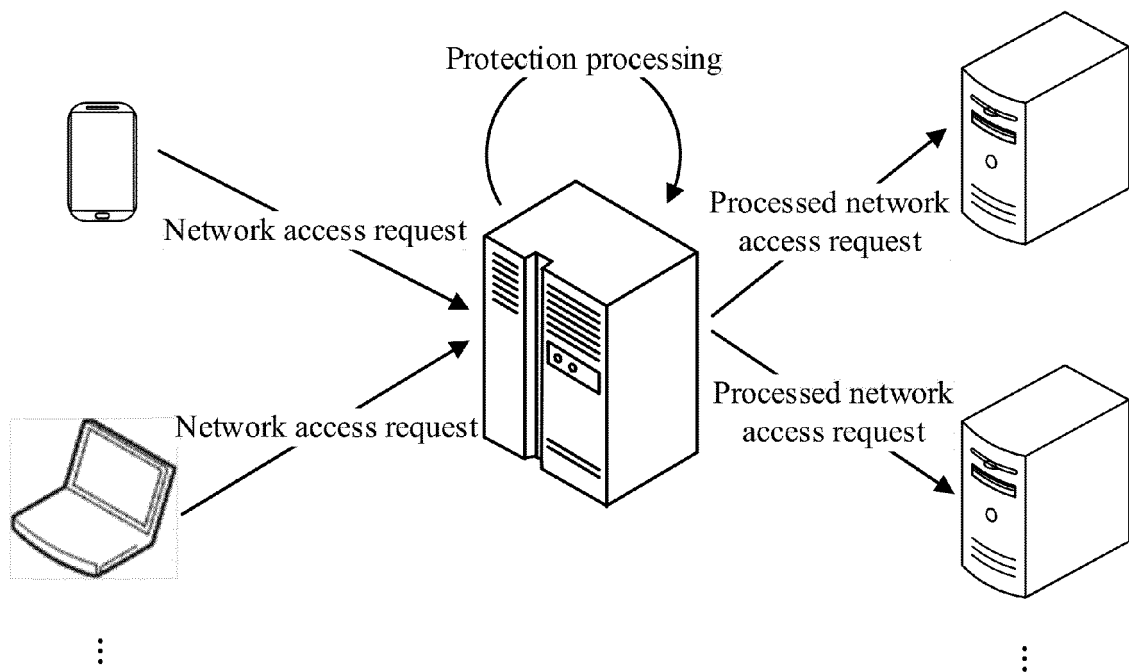 Protection processing
Network access request
Processed network
access request
Network access request
Processed network
access request